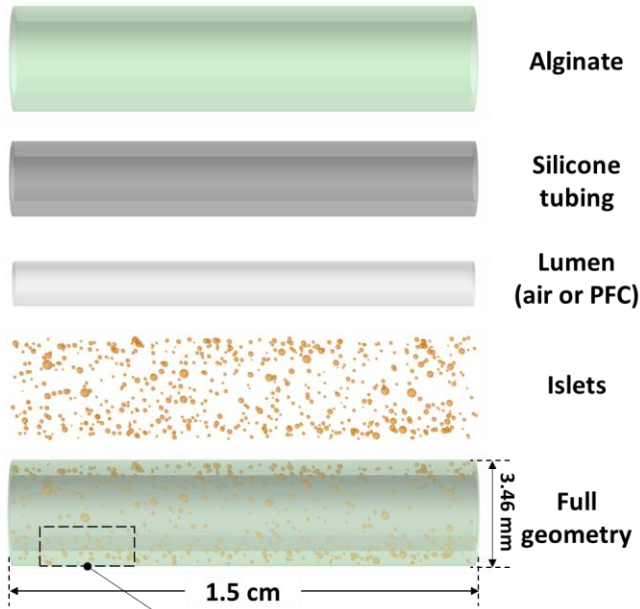 Alginate
Silicone
tubing
Lumen
(air or PFC)
Islets
Full
geometry
3.46 mm
1.5 cm